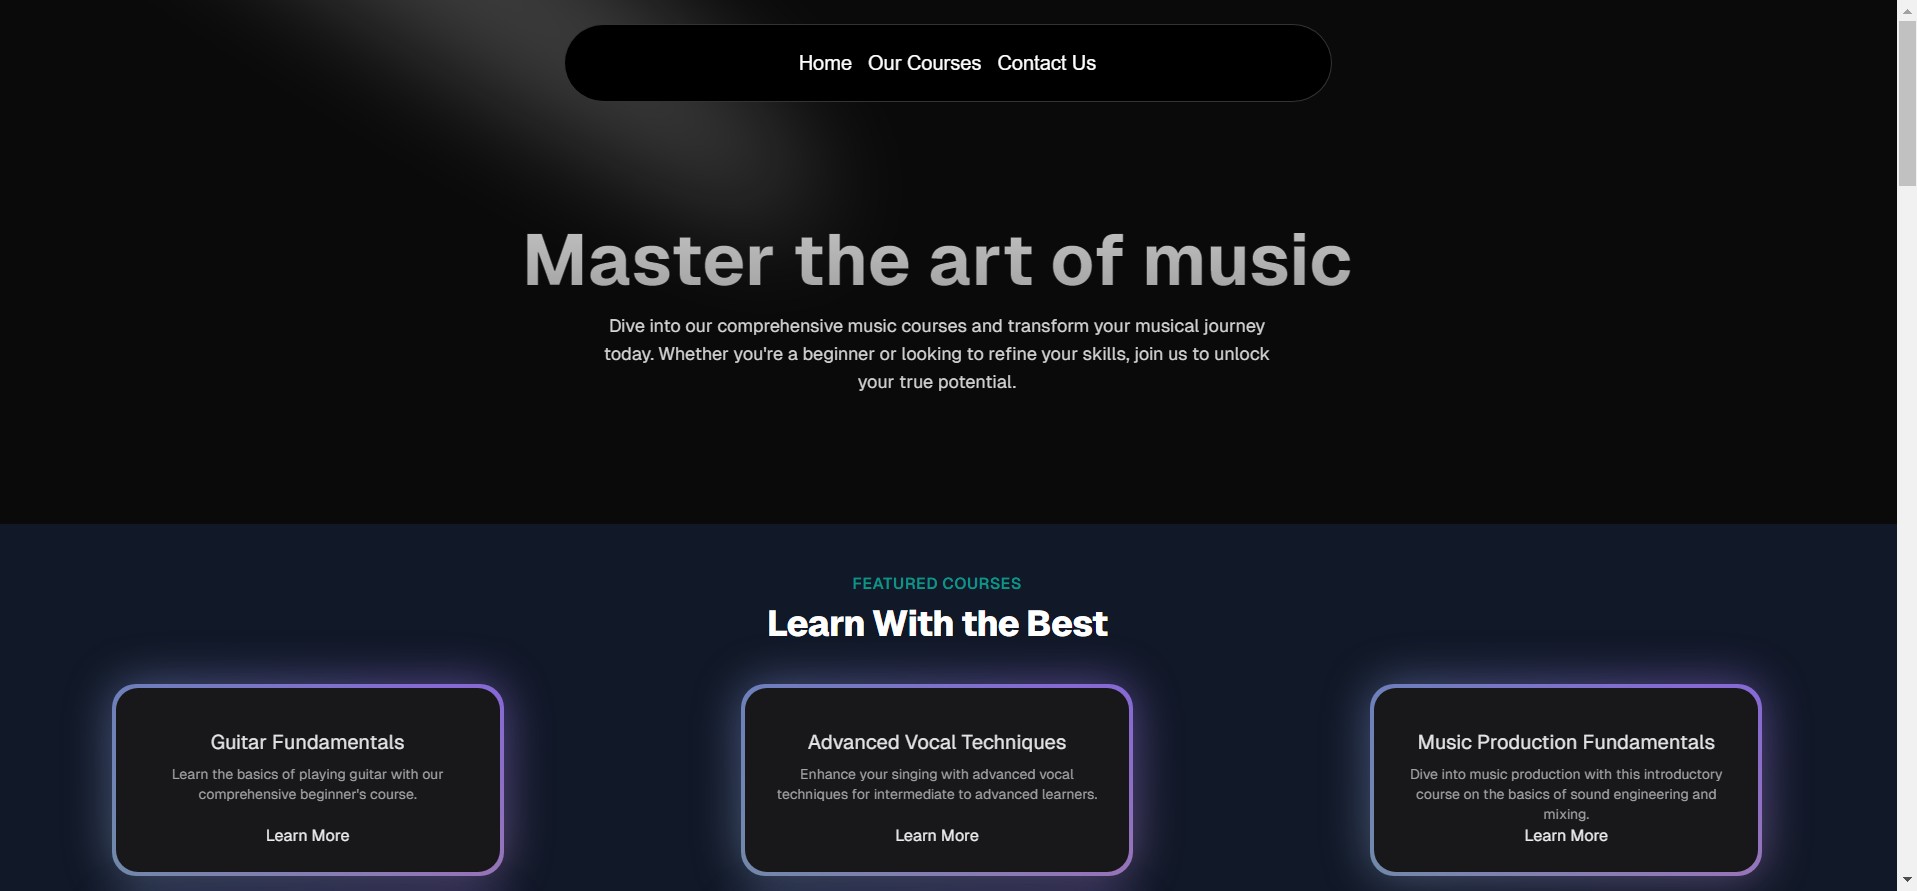 Home Our Courses Contact Us
Master the art of music
Dive into our comprehensive music courses and transform your musical journey
today. Whether you're a beginner or looking to refine your skills, join us to unlock
your true potential.
FEATURED COURSES
Learn With the Best
Guitar Fundamentals
Learn the basics of playing guitar with our
comprehensive beginner's course.
Learn More
Advanced Vocal Techniques
Enhance your singing with advanced vocal
techniques for intermediate to advanced learners.
Learn More
Music Production Fundamentals
Dive into music production with this introductory
course on the basics of sound engineering and
mixing.
Learn More